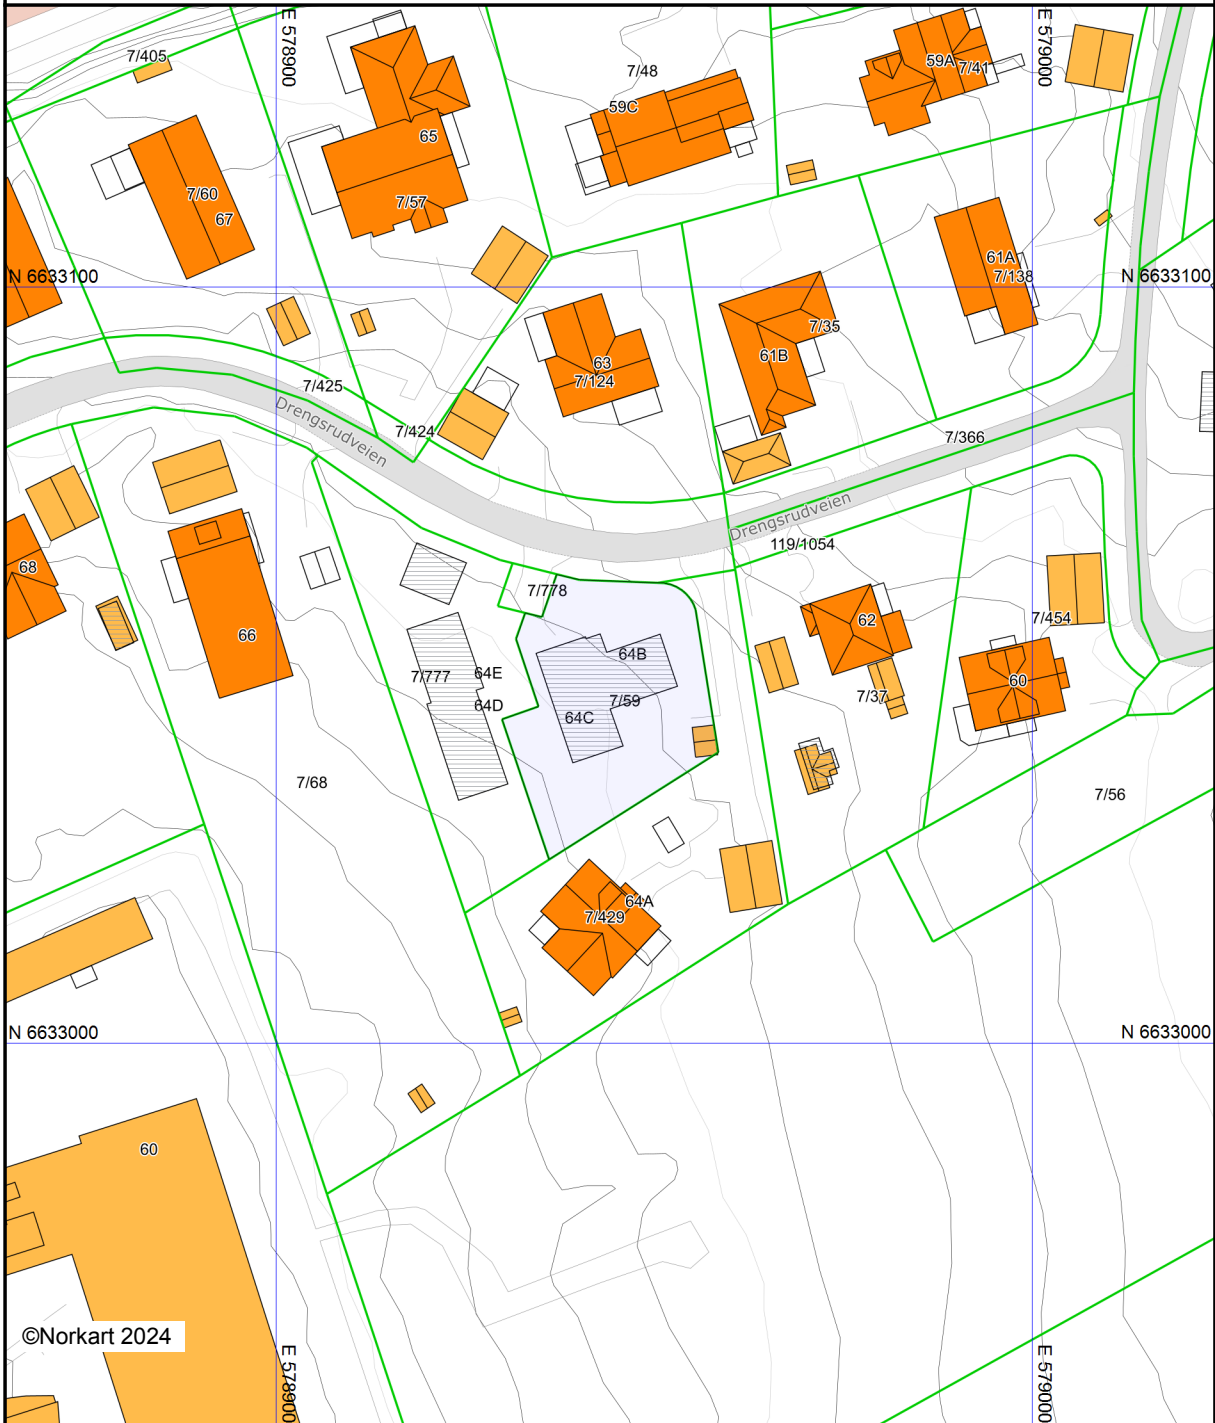 E 578900
E 579000
7/405
7/48
59A
7/41
59C
65
7/60
67
7/57
61A
7/138
N 6633100
N 6633100
7/35
61B
63
7/124
7/425
Drengsrudveien
7/424
7/366
Drengsrudveien
119/1054
68
7/778
62
7/454
66
64B
64E
7/777
60
7/37
7/59
64D
64C
7/68
7/56
64A
7/429
N 6633000
N 6633000
60
©Norkart 2024
E 578900
E 579000